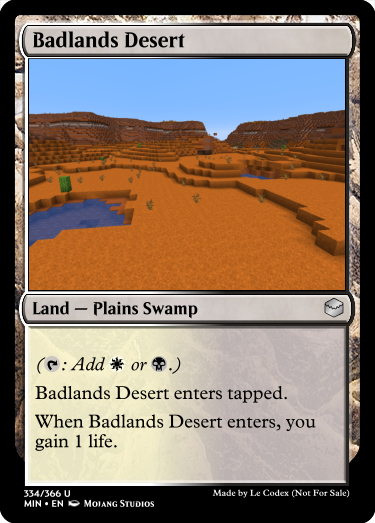 Badlands Desert
Land — Plains Swamp
(: Add or .)
Badlands Desert enters tapped.
When Badlands Desert enters, you
gain 1 life.
334/366 U
MIN • EN Mojang Studios
Made by Le Codex (Not For Sale)